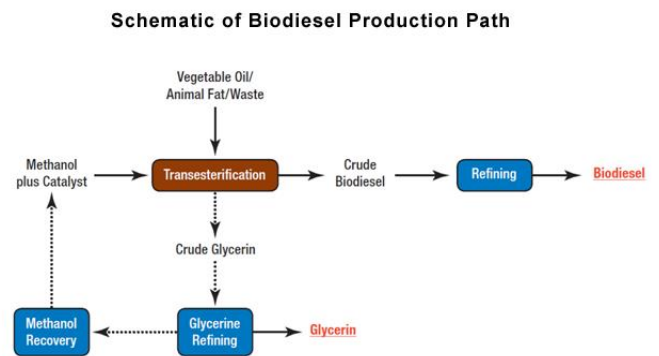 Schematic of Biodiesel Production Path
Vegetable Oil/
Animal Fat/Waste
Methanol
plus Catalyst
Transesterification
Crude
Biodiesel
Refining
Biodiesel
Crude Glycerin
Methanol
Recovery
Glycerine
Refining
Glycerin